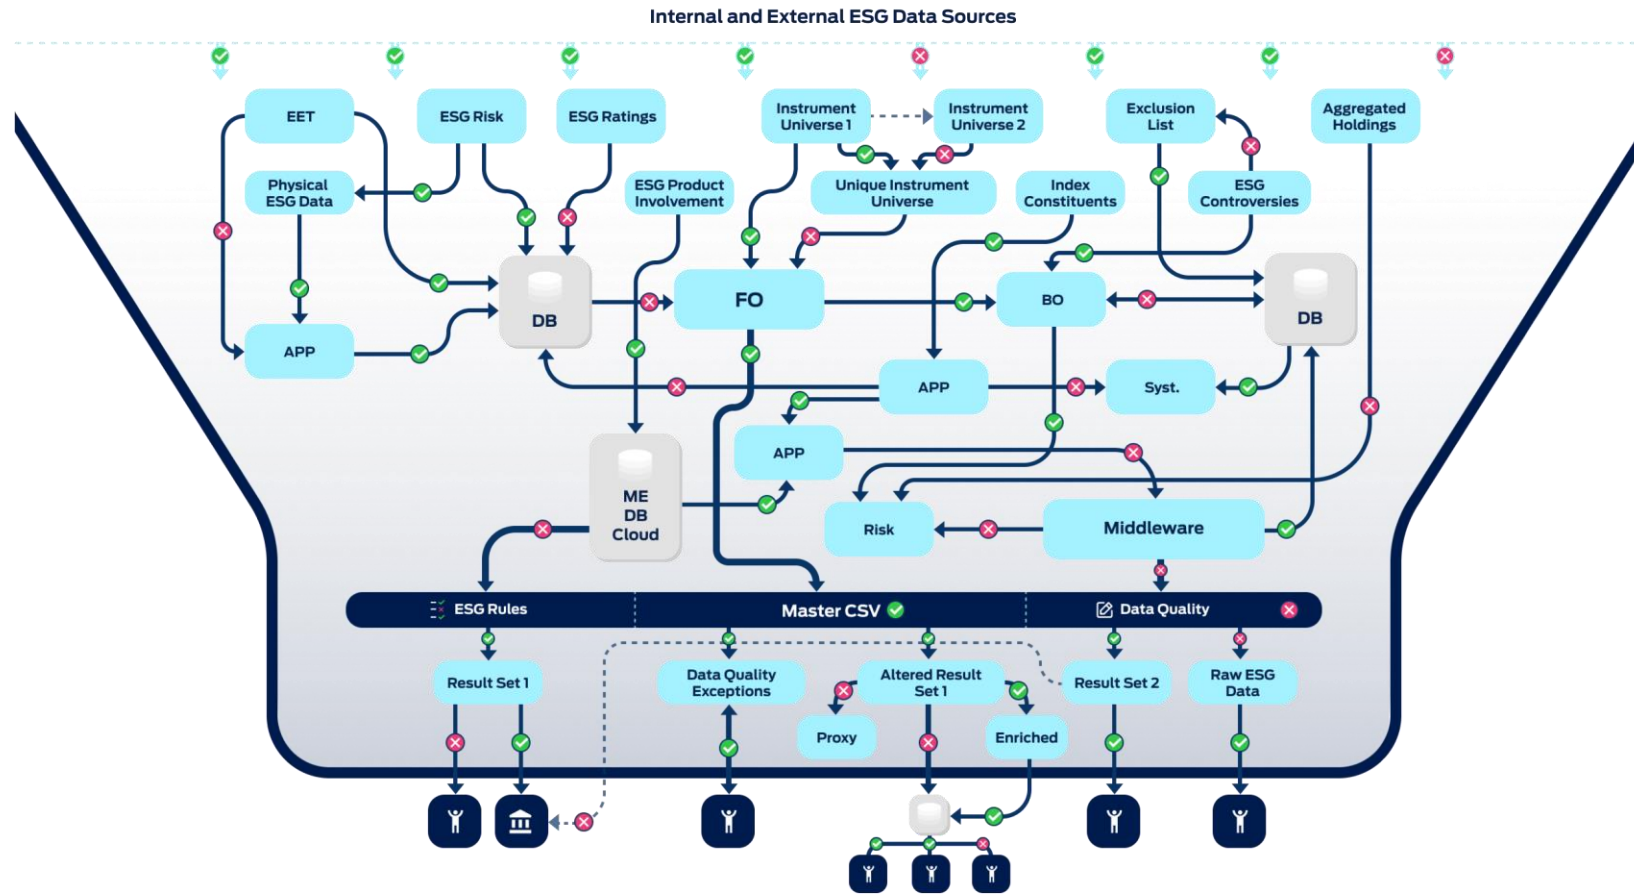 Internal and External ESG Data Sources
EET
ESG Risk
ESG Ratings
Instrument
Universe 1
Instrument
Universe 2
Exclusion
List
Aggregated
Holdings
Physical
ESG Data
ESG Product
Involvement
Unique Instrument
Universe
Index
Constituents
ESG
Controversies
DB
FO
BO
DB
APP
APP
Syst.
APP
ME
DB
Cloud
Risk
Middleware
ESG Rules
Master CSV
Data Quality
Result Set 1
Data Quality
Exceptions
Altered Result
Set 1
Result Set 2
Raw ESG
Data
Proxy
Enriched